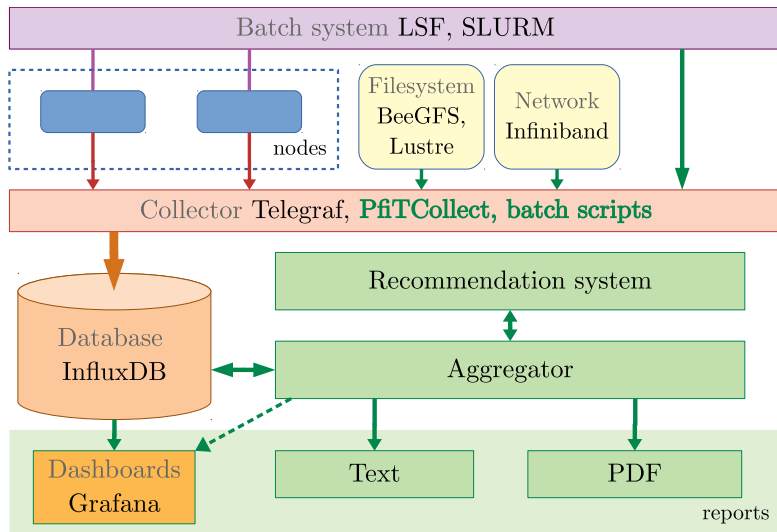 Batch system LSF, SLURM
Filesystem
BeeGFS,
Lustre
Network
Infiniband
nodes
Collector Telegraf, PfiTCollect, batch scripts
Recommendation system
Database
InfluxDB
Aggregator
Dashboards
Grafana
Text
PDF
reports